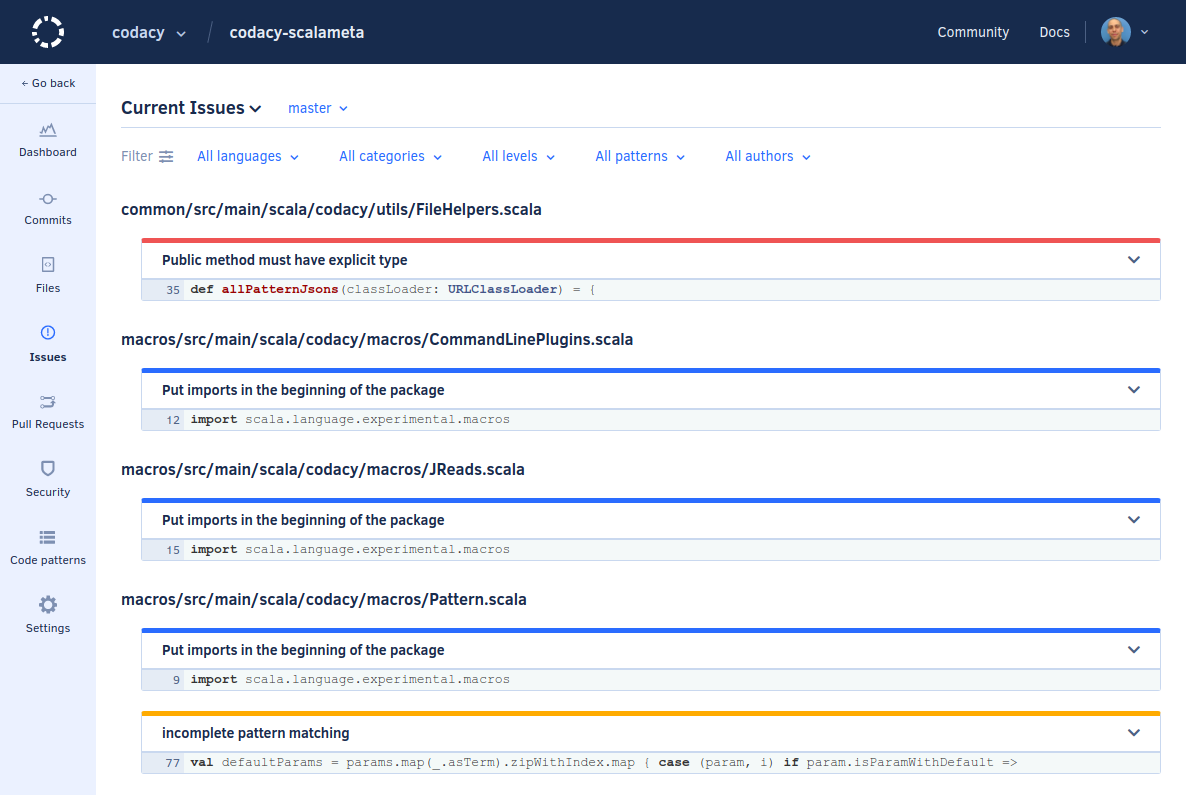 codacy / codacy-scalameta Community Docs
← Go back
Dashboard
Commits
Files
Issues
Pull Requests
Security
Code patterns
Settings
Current Issues master
Filter All languages All categories All levels All patterns All authors
common/src/main/scala/codacy/utils/FileHelpers.scala
Public method must have explicit type
35 def allPatternJsons(classLoader: URLClassLoader) = {
macros/src/main/scala/codacy/macros/CommandLinePlugins.scala
Put imports in the beginning of the package
12 import scala.language.experimental.macros
macros/src/main/scala/codacy/macros/JReads.scala
Put imports in the beginning of the package
15 import scala.language.experimental.macros
macros/src/main/scala/codacy/macros/Pattern.scala
Put imports in the beginning of the package
9 import scala.language.experimental.macros
incomplete pattern matching
77 val defaultParams = params.map(_.asTerm).zipWithIndex.map { case (param, i) if param.isParamWithDefault =>